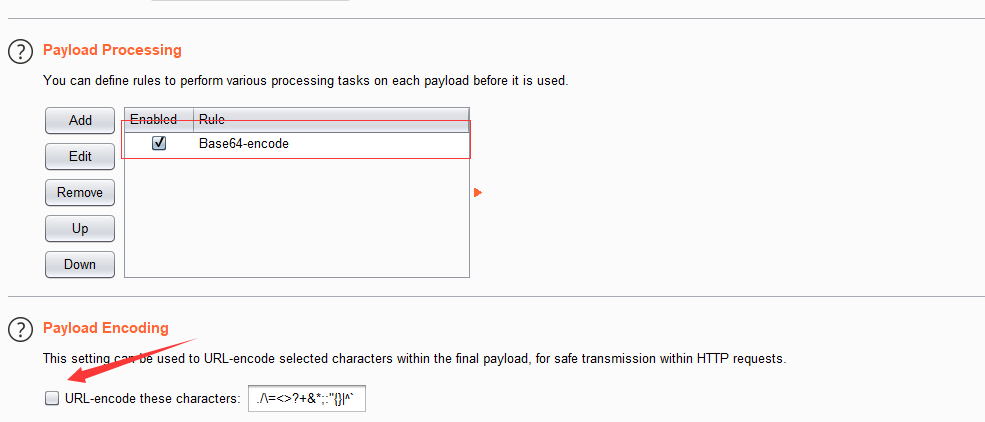 ?
Payload Processing
You can define rules to perform various processing tasks on each payload before it is used.
Add
Enabled Rule
Base64-encode
Edit
Remove
Up
Down
?
Payload Encoding
This setting can be used to URL-encode selected characters within the final payload, for safe transmission within HTTP requests.
URL-encode these characters: ./\=<>?+&*;:"{}|^`